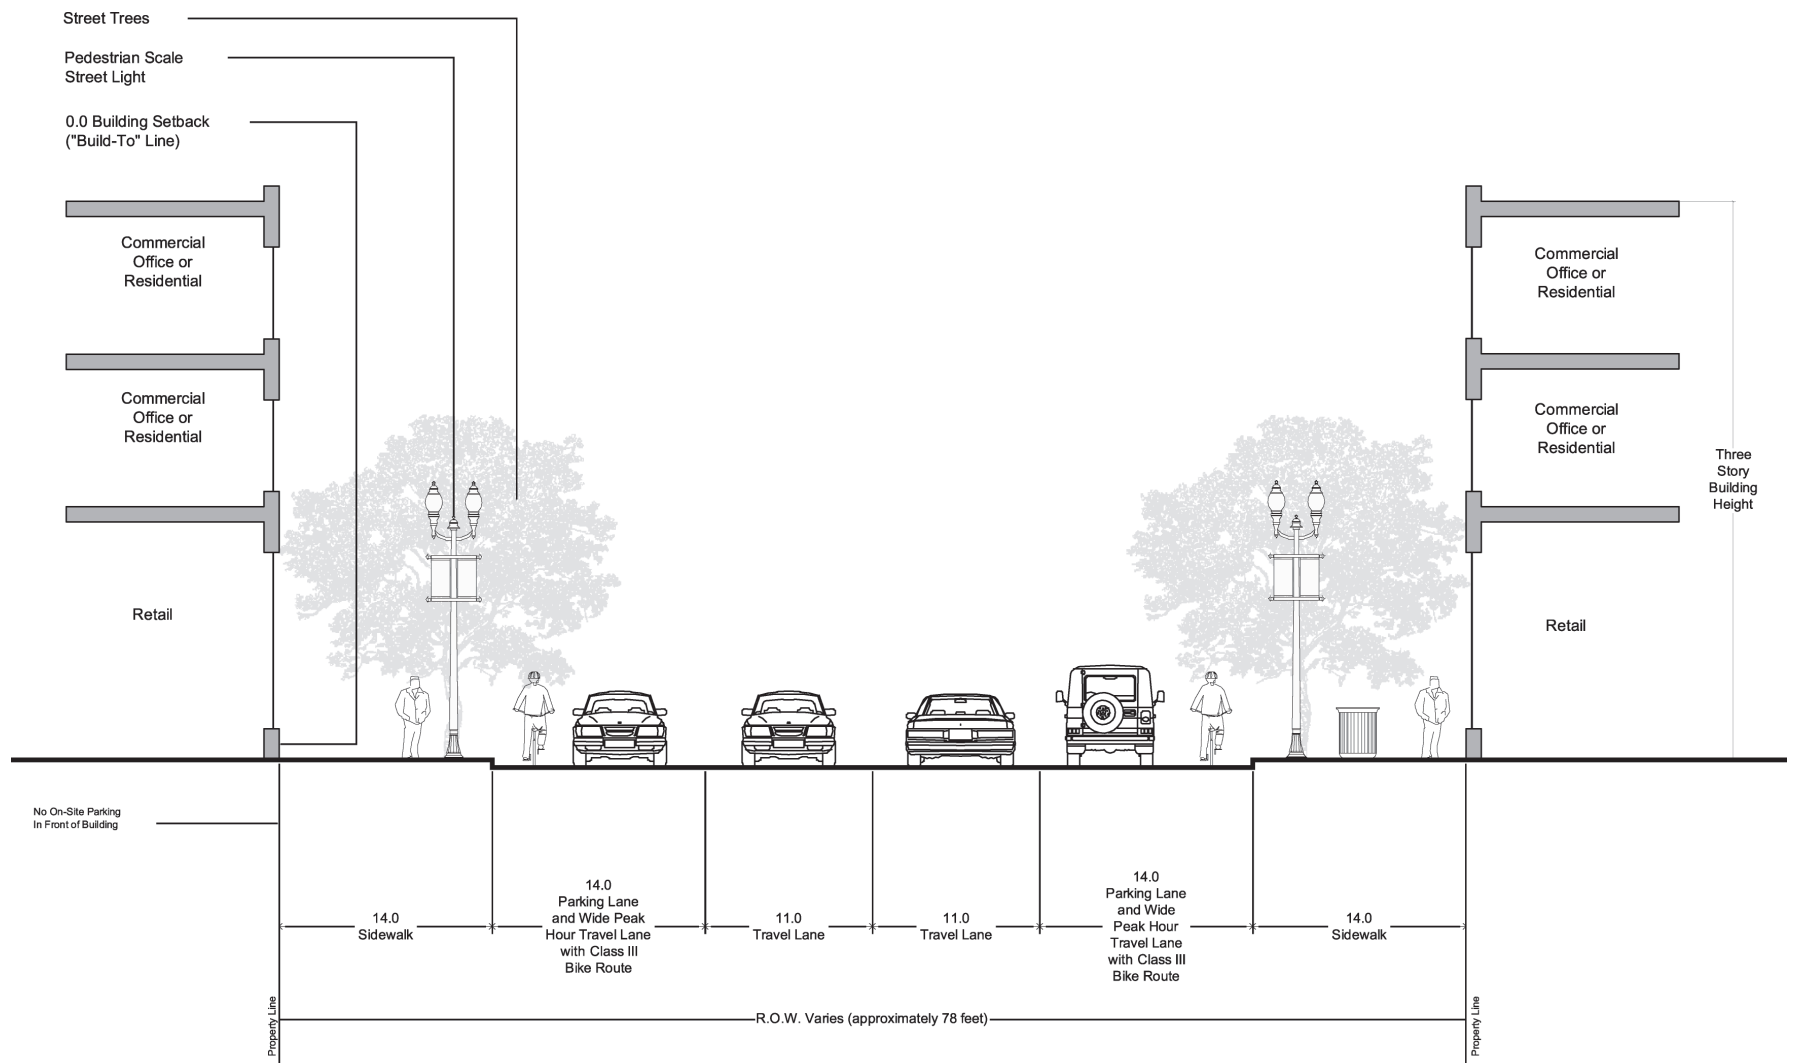 Street Trees
Pedestrian Scale
Street Light
0.0 Building Setback
("Build-To" Line)
Commercial
Office or
Residential
Commercial
Office or
Residential
Commercial
Office or
Residential
Commercial
Office or
Residential
Three
Story
Building
Height
Retail
Retail
No On-Site Parking
In Front of Building
14.0
Sidewalk
14.0
Parking Lane
and Wide Peak
Hour Travel Lane
with Class III
Bike Route
11.0
Travel Lane
11.0
Travel Lane
14.0
Parking Lane
and Wide
Peak Hour
Travel Lane
with Class III
Bike Route
14.0
Sidewalk
Property Line
R.O.W. Varies (approximately 78 feet)
Property Line